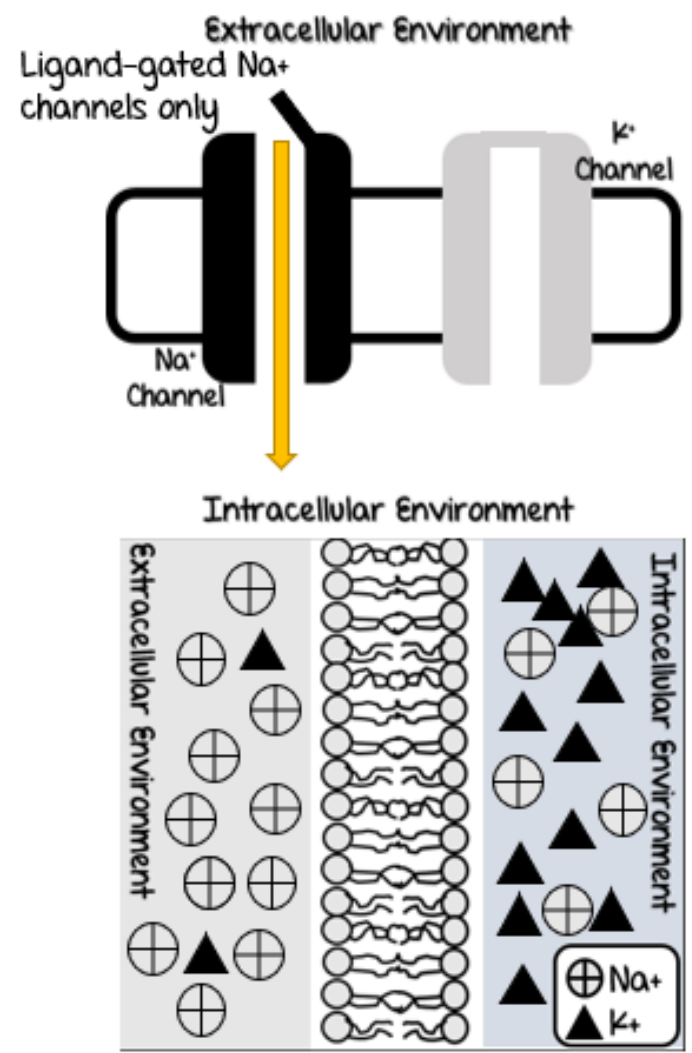 Extracellular Environment
Ligand-gated Na+
channels only
K+
Channel
Na+
Channel
Intracellular Environment
Extracellular Environment
Intracellular Environment
Na+
K+